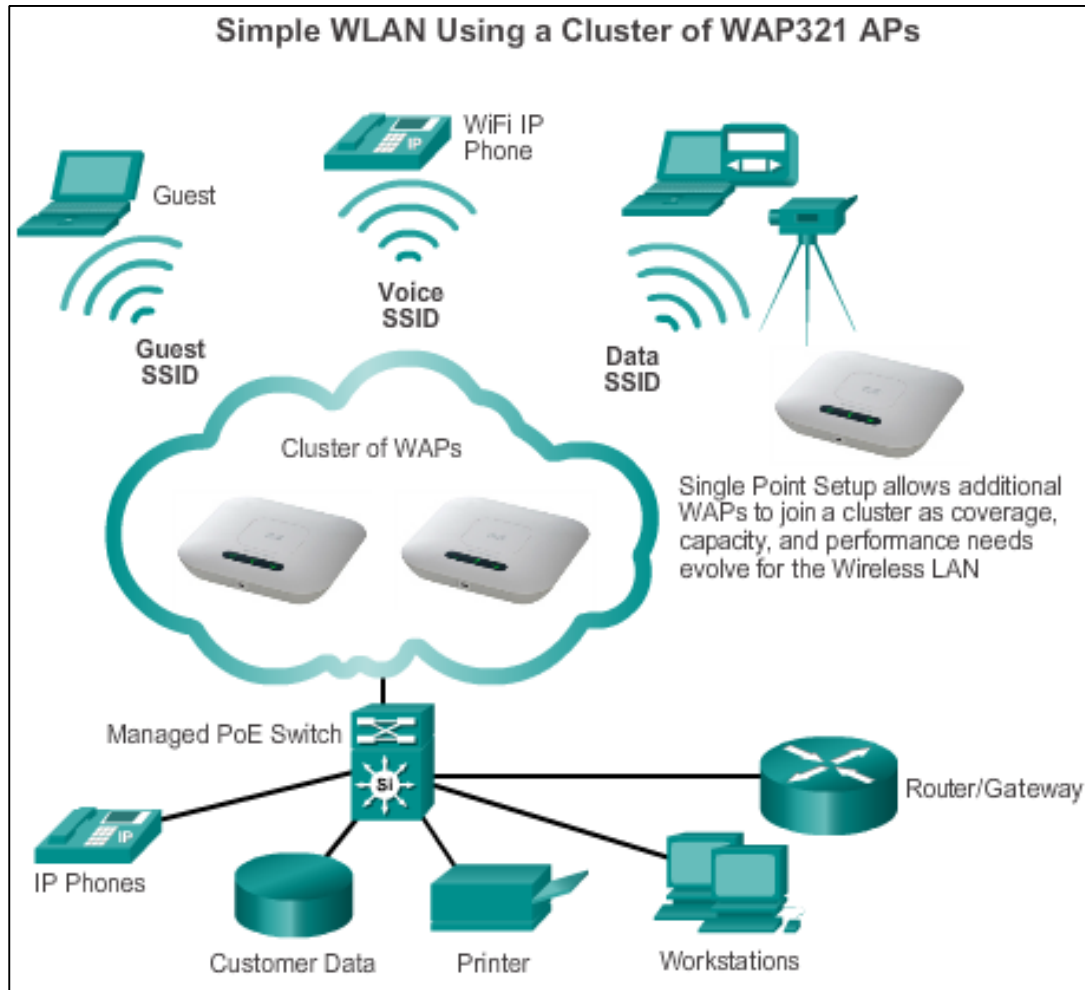 Simple WLAN Using a Cluster of WAP321 APs
WiFi IP
Phone
IP
Guest
Voice
SSID
Guest
SSID
Data
SSID
Cluster of WAPs
Single Point Setup allows additional
WAPs to join a cluster as coverage,
capacity, and performance needs
evolve for the Wireless LAN
Managed PoE Switch
Si
Router/Gateway
IP
IP Phones
Customer Data
Printer
Workstations